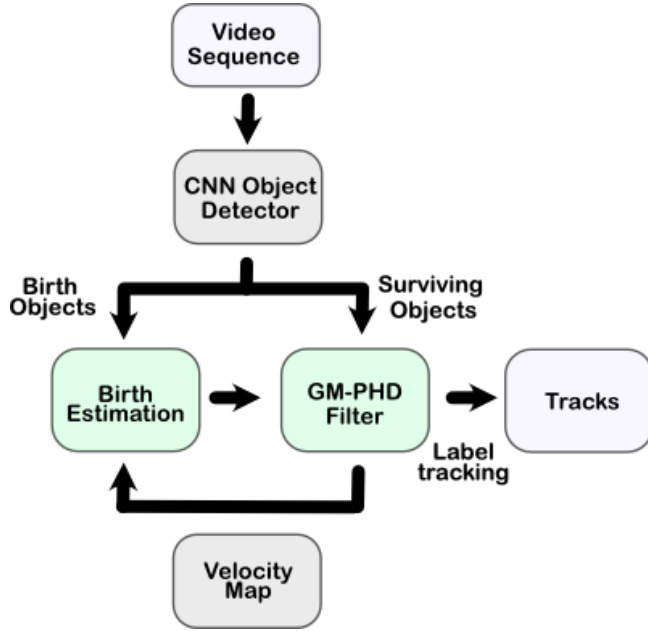 Video
Sequence
CNN Object
Detector
Birth
Objects
Surviving
Objects
Birth
Estimation
GM-PHD
Filter
Tracks
Label
tracking
Velocity
Map